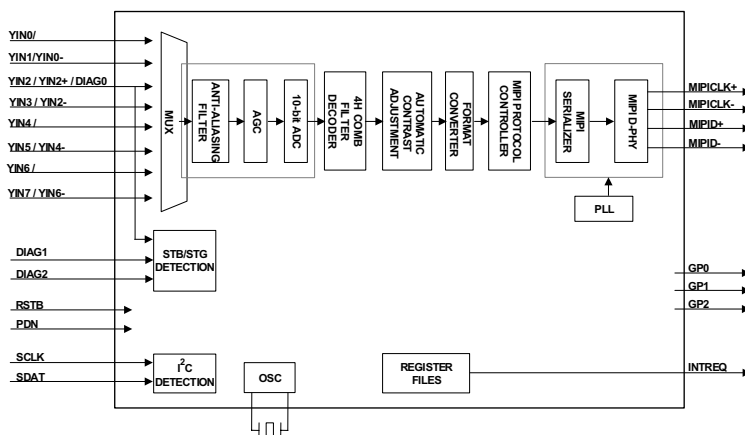 YIN0/
YIN1/YIN0-
YIN2 / YIN2+ / DIAG0
YIN3 / YIN2-
YIN4 /
YIN5 / YIN4-
YIN6 /
YIN7 / YIN6-
MUX
ANTI-ALIASING
FILTER
AGC
10-bit ADC
4H COMB
FILTER
DECODER
AUTOMATIC
CONTRAST
ADJUSTMENT
FORMAT
CONVERTER
MIPI PROTOCOL
CONTROLLER
MIPI
SERIALIZER
MIPI D-PHY
MIPICLK+
MIPICLK-
MIPID+
MIPID-
PLL
DIAG1
DIAG2
STB/STG
DETECTION
GP0
GP1
GP2
RSTB
PDN
SCLK
SDAT
I2C
DETECTION
OSC
REGISTER
FILES
INTREQ